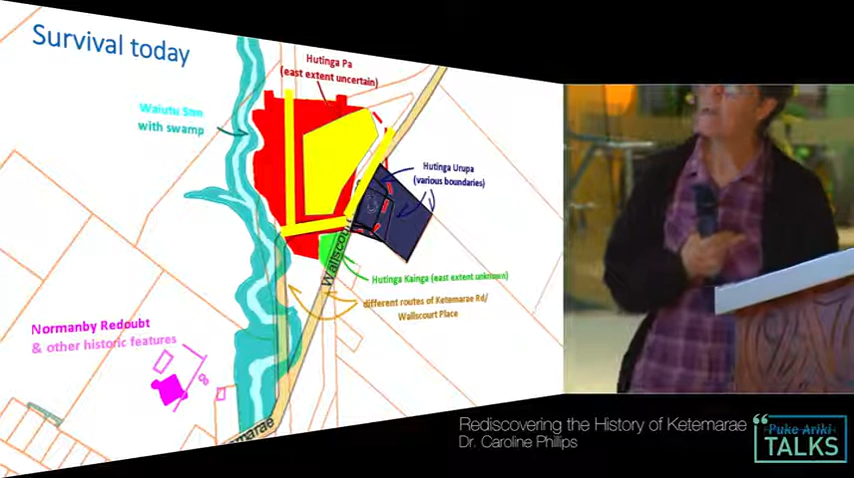 Survival today
Hutinga Pa
(east extent uncertain)
Waiutu Stm
with swamp
Hutinga Urupa
(various boundaries)
Wallscourt
Hutinga Kainga (east extent unknown)
different routes of Ketemarae Rd/
Wallscourt Place
Normanby Redoubt
& other historic features
marae
Rediscovering the History of Ketemarae
Dr. Caroline Phillips
Puke Ariki
TALKS